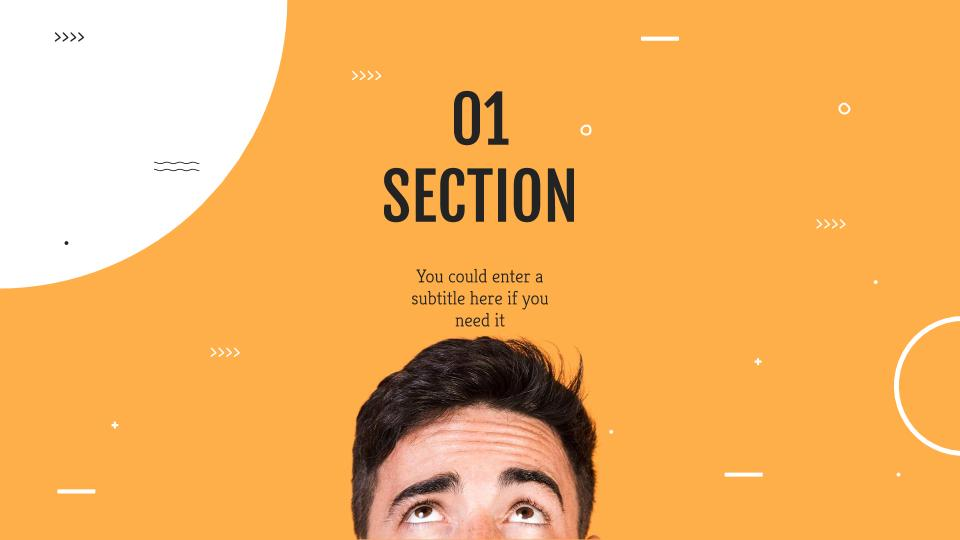 01
SECTION
You could enter a
subtitle here if you
need it